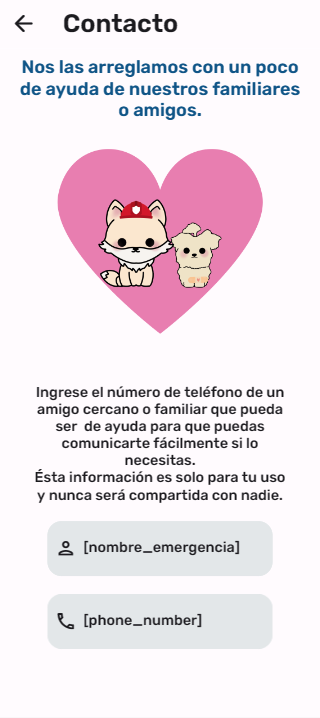 Contacto
Nos las arreglamos con un poco
de ayuda de nuestros familiares
o amigos.
Ingrese el número de teléfono de un
amigo cercano o familiar que pueda
ser  de ayuda para que puedas
comunicarte fácilmente si lo
necesitas.
Ésta información es solo para tu uso
y nunca será compartida con nadie.
[nombre_emergencia]
[phone_number]